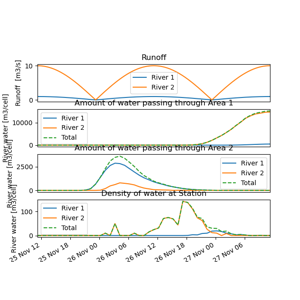 Runoff
Runoff [m3/s]
10
0
River 1
River 2
Amount of water passing through Area 1
River water [m3/cell]
10000
0
River 1
River 2
Total
Amount of water passing through Area 2
River water [m3/cell]
2500
0
River 1
River 2
Total
Density of water at Station
100
0
River 1
River 2
Total
25 Nov 12
25 Nov 18
26 Nov 00
26 Nov 06
26 Nov 12
26 Nov 18
27 Nov 00
27 Nov 06